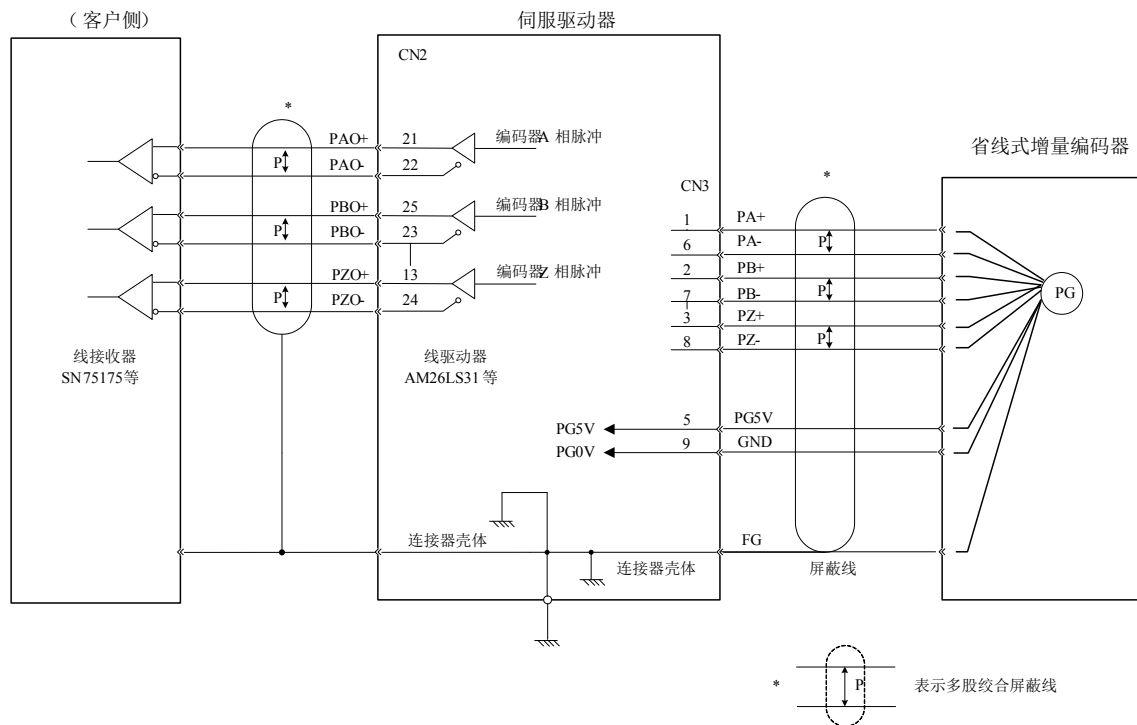 （ 客户侧）
伺服驱动器
CN2
*
PAO+ 21 编码器A 相脉冲
P
PAO- 22
省线式增量编码器
*
CN3
PBO+ 25 编码器B 相脉冲
P
PBO- 23
1 PA+
P
6 PA-
PZO+ 13 编码器Z 相脉冲
P
PZO- 24
2 PB+
P
7 PB-
PG
3 PZ+
P
8 PZ-
线接收器
SN75175等
线驱动器
AM26LS31 等
PG5V 5 PG5V
PG0V 9 GND
连接器壳体
FG
连接器壳体
屏蔽线
* P 表示多股绞合屏蔽线